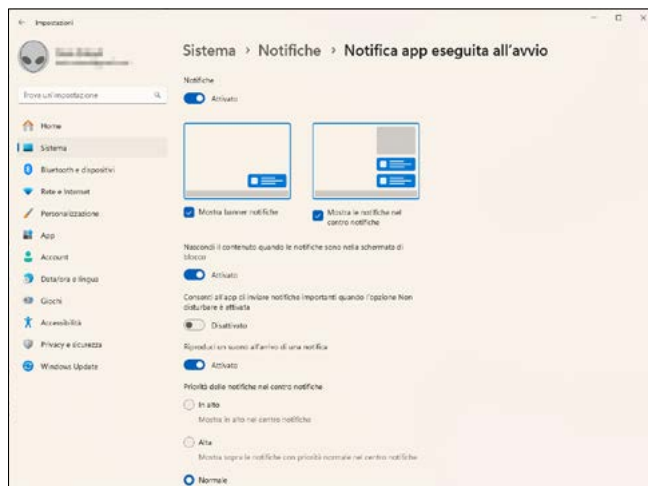 Impostazioni
Sistema > Notifiche > Notifica app eseguita all'avvio
Prova un'impostazione
Home
Sistema
Bluetooth e dispositivi
Rete e Internet
Personalizzazione
App
Account
Data/ora e lingua
Giochi
Accessibilità
Privacy e sicurezza
Windows Update
Notifiche
Attivato
Mostra banner notifiche
Mostra le notifiche nel
centro notifiche
Nascondi il contenuto quando le notifiche sono nella schermata di
blocco
Attivato
Consenti all'app di inviare notifiche importanti quando l'opzione Non
disturbare è attivata
Disattivato
Riproduci un suono all'arrivo di una notifica
Attivato
Priorità delle notifiche nel centro notifiche
In alto
Mostra in alto nel centro notifiche
Alta
Mostra sopra le notifiche con priorità normale nel centro notifiche
Normale